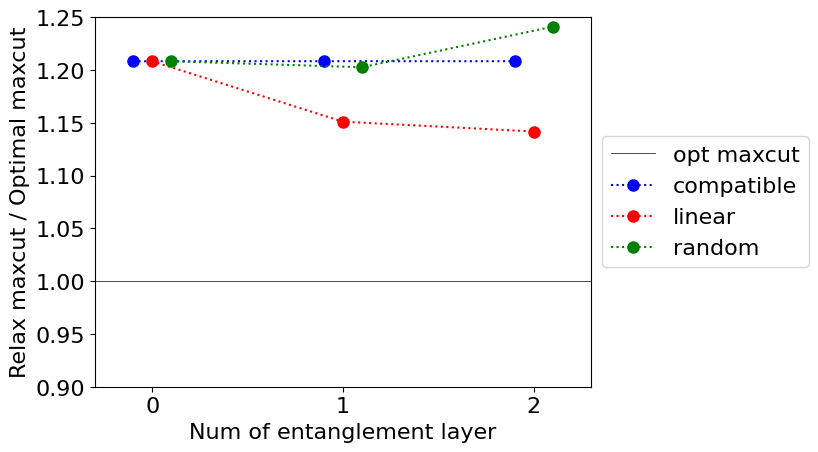 Relax maxcut / Optimal maxcut
1.25
1.20
1.15
1.10
1.05
1.00
0.95
0.90
0
1
2
Num of entanglement layer
opt maxcut
compatible
linear
random